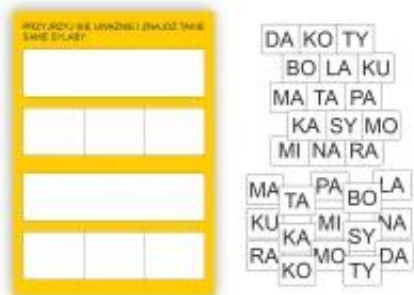 PRZYJRZYJ SIĘ UWAŻNIE I ZNAJDŹ TAKIE
SAME SYLABY
DA KO TY
BO LA KU
MA TA PA
KA SY MO
MI NA RA
MA TA PA BO LA
KU KA MI SY NA
RA KO MO TY DA